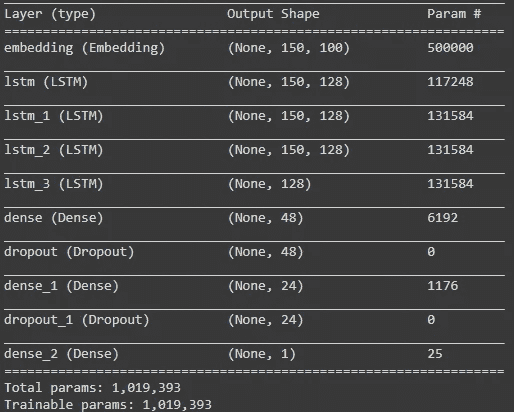 Layer (type) Output Shape Param #
=================================================================
embedding (Embedding) (None, 150, 100) 500000
lstm (LSTM) (None, 150, 128) 117248
lstm_1 (LSTM) (None, 150, 128) 131584
lstm_2 (LSTM) (None, 150, 128) 131584
lstm_3 (LSTM) (None, 128) 131584
dense (Dense) (None, 48) 6192
dropout (Dropout) (None, 48) 0
dense_1 (Dense) (None, 24) 1176
dropout_1 (Dropout) (None, 24) 0
dense_2 (Dense) (None, 1) 25
=================================================================
Total params: 1,019,393
Trainable params: 1,019,393